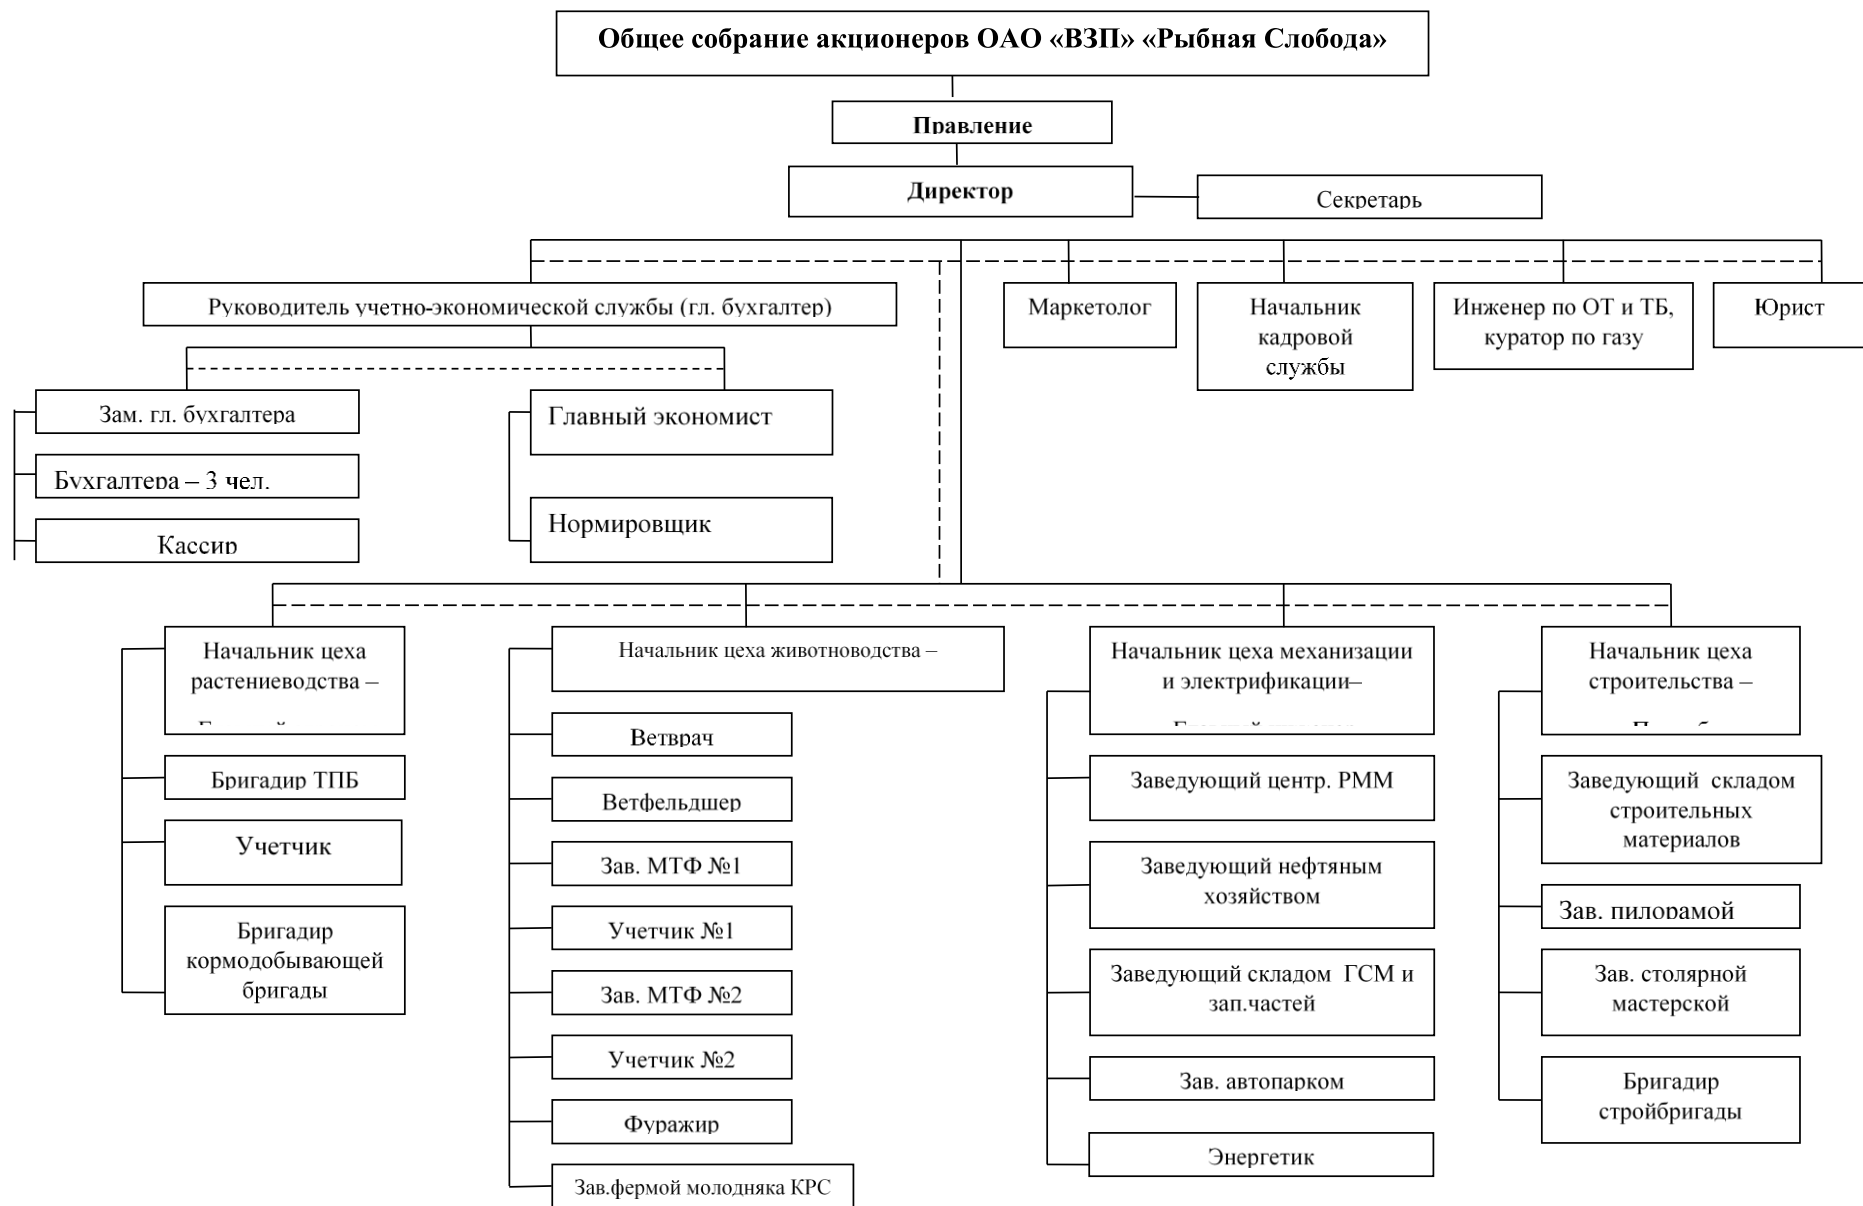 Общее собрание акционеров ОАО «ВЗП» «Рыбная Слобода»
Правление
Директор
Секретарь
Руководитель учетно-экономической службы (гл. бухгалтер)
Маркетолог
Начальник
кадровой
службы
Инженер по ОТ и ТБ,
куратор по газу
Юрист
Зам. гл. бухгалтера
Бухгалтера – 3 чел.
Кассир
Главный экономист
Нормировщик
Начальник цеха
растениеводства –
Бригадир ТПБ
Учетчик
Бригадир
кормодобывающей
бригады
Начальник цеха животноводства –
Ветврач
Ветфельдшер
Зав. МТФ №1
Учетчик №1
Зав. МТФ №2
Учетчик №2
Фуражир
Зав.фермой молодняка КРС
Начальник цеха механизации
и электрификации–
Заведующий центр. РММ
Заведующий нефтяным
хозяйством
Заведующий складом ГСМ и
зап.частей
Зав. автопарком
Энергетик
Начальник цеха
строительства –
Заведующий складом
строительных
материалов
Зав. пилорамой
Зав. столярной
мастерской
Бригадир
стройбригады